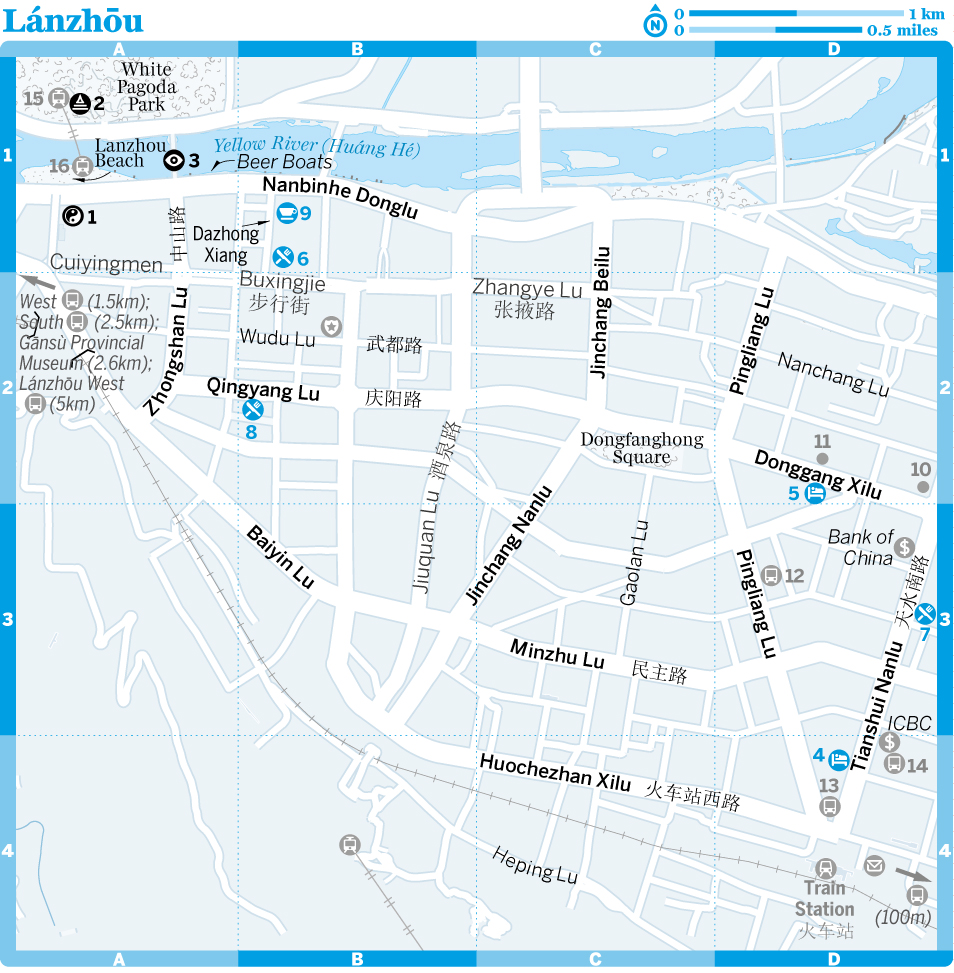 Lánzhōu
0 1 km
0 0.5 miles
N
A B C D
White
Pagoda
Park
15
2
Yellow River (Huáng Hé)
Lanzhou
Beach
3
Beer Boats
1 1
16
Nanbinhe Donglu
1
中山路
9
Dazhong
Xiang
6
Cuiyingmen
Buxingjie
步行街
Zhangye Lu
张掖路
Jinchang Beilu
Pingliang Lu
West (1.5km);
South (2.5km);
Gānsù Provincial
Museum (2.6km);
Lánzhōu West
(5km)
Zhongshan Lu
Wudu Lu
武都路
Nanchang Lu
2 2
Qingyang Lu
庆阳路
8
Dongfanghong
Square
11
Donggang Xilu
10
5
Jiuquan Lu 酒泉路
Jinchang Nanlu
Gaolan Lu
Baiyin Lu
Bank of
China
$
12
Pingliang Lu
天水南路
3 3
7
Minzhu Lu
民主路
Tianshui Nanlu
ICBC
$
4
14
13
Huochezhan Xilu
火车站西路
4 4
Heping Lu
Train
Station
火车站
(100m)
A B C D